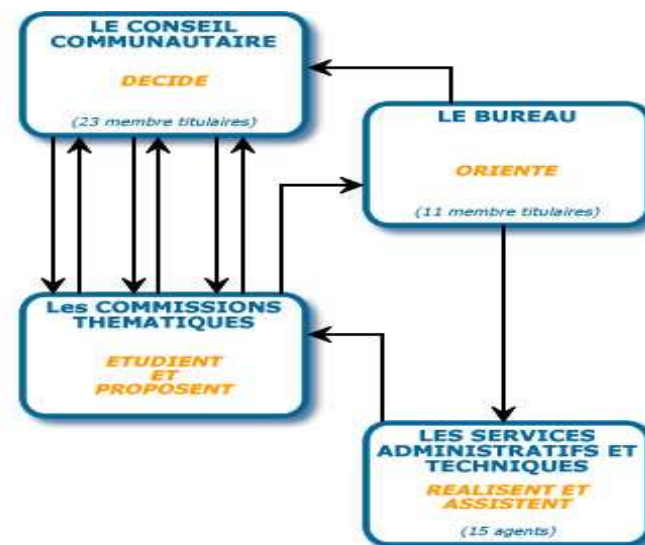 LE CONSEIL
COMMUNAUTAIRE
DECIDE
(23 membre titulaires)
LE BUREAU
ORIENTE
(11 membre titulaires)
Les COMMISSIONS
THEMATIQUES
ETUDIENT
ET
PROPOSENT
LES SERVICES
ADMINISTRATIFS ET
TECHNIQUES
REALISENT ET
ASSISTENT
(15 agents)